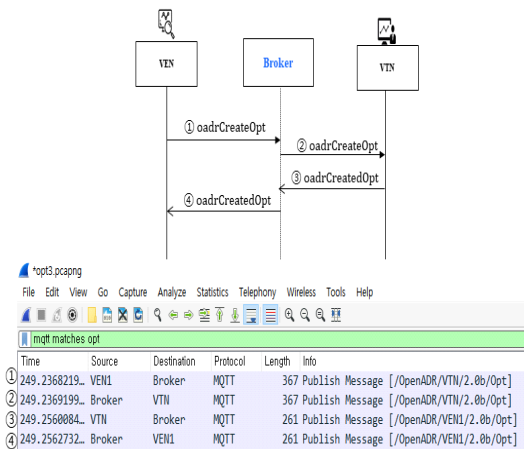 VEN
Broker
VTN
① oadrCreateOpt
② oadrCreateOpt
③ oadrCreatedOpt
④ oadrCreatedOpt
*opt3.pcapng
File Edit View Go Capture Analyze Statistics Telephony Wireless Tools Help
mqtt matches opt
Time Source Destination Protocol Length Info
① 249.2368219… VEN1 Broker MQTT 367 Publish Message [/OpenADR/VTN/2.0b/Opt]
② 249.2369199… Broker VTN MQTT 367 Publish Message [/OpenADR/VTN/2.0b/Opt]
③ 249.2560084… VTN Broker MQTT 261 Publish Message [/OpenADR/VEN1/2.0b/Opt]
④ 249.2562732… Broker VEN1 MQTT 261 Publish Message [/OpenADR/VEN1/2.0b/Opt]